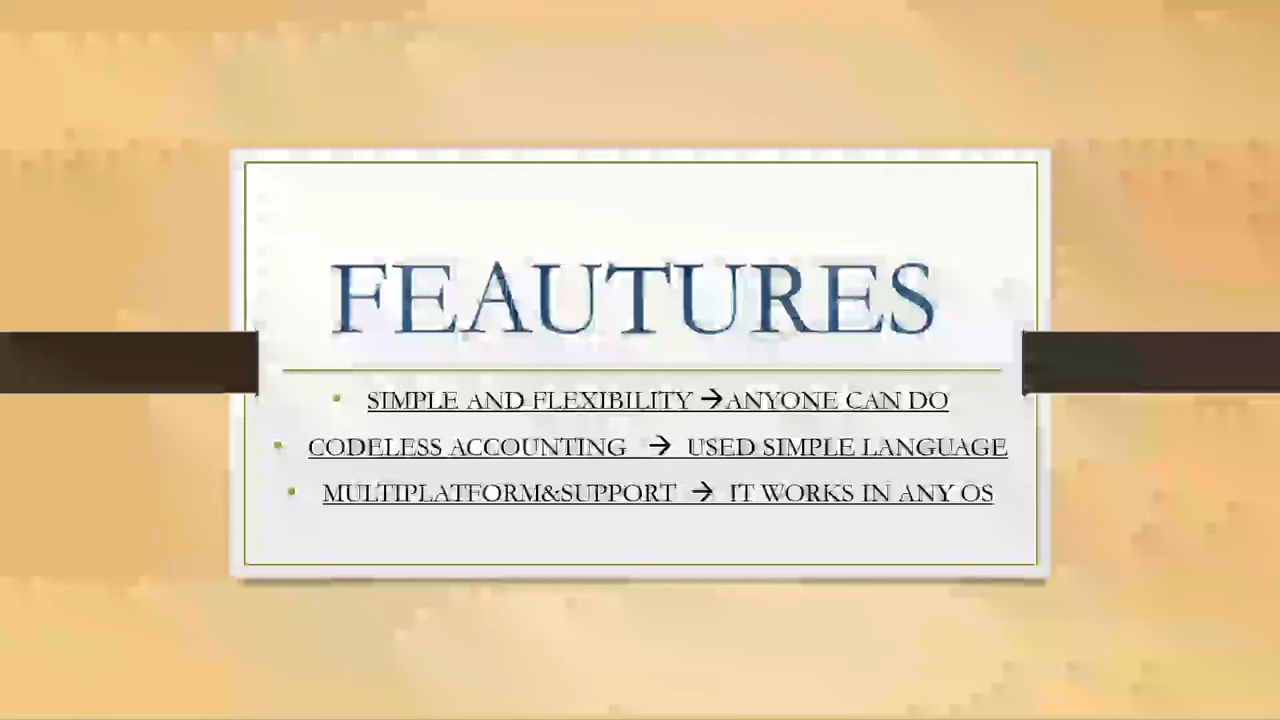 FEAUTURES
• SIMPLE AND FLEXIBILITY →ANYONE CAN DO
• CODELESS ACCOUNTING → USED SIMPLE LANGUAGE
• MULTIPLATFORM&SUPPORT → IT WORKS IN ANY OS